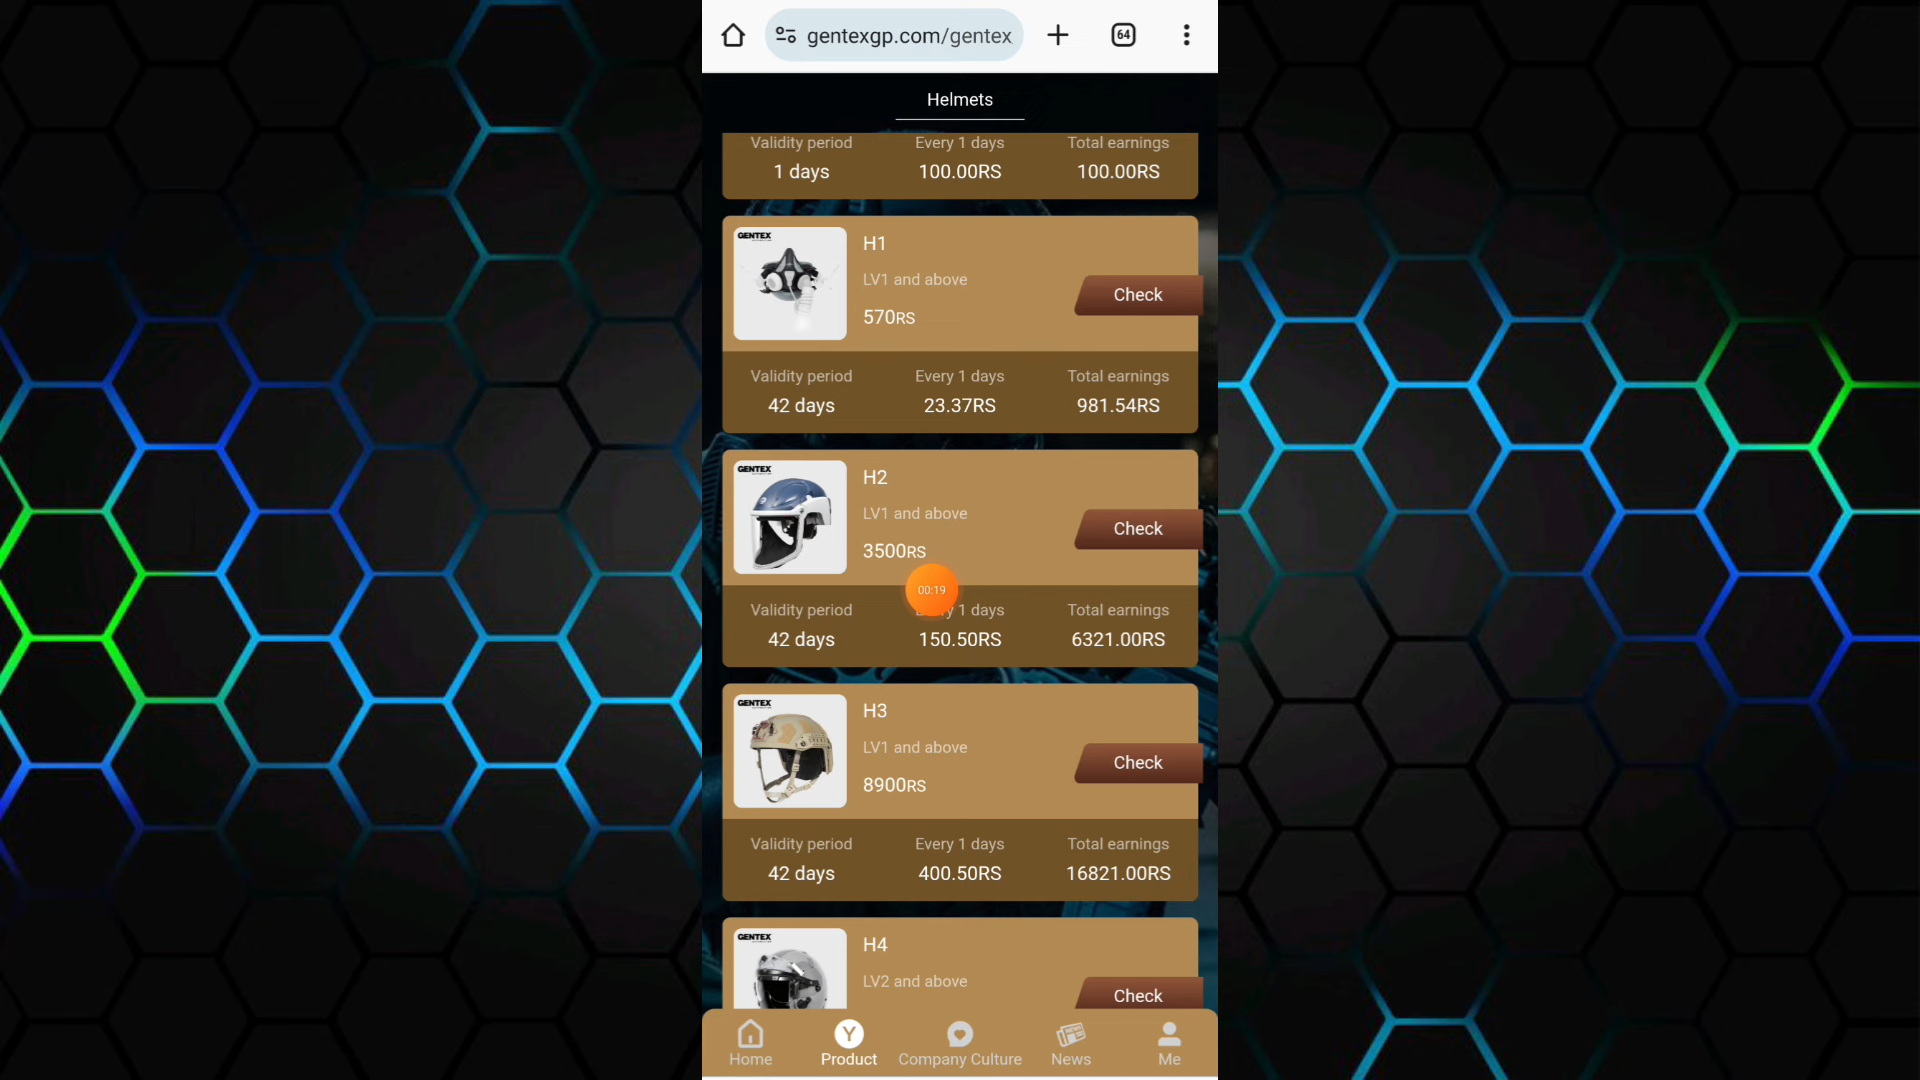 gentexgp.com/gentex
64
Helmets
Validity period Every 1 days Total earnings
1 days 100.00RS 100.00RS
GENTEX
H1
LV1 and above
Check
570RS
Validity period Every 1 days Total earnings
42 days 23.37RS 981.54RS
GENTEX
H2
LV1 and above
Check
3500RS
00:19
Validity period Every 1 days Total earnings
42 days 150.50RS 6321.00RS
GENTEX
H3
LV1 and above
Check
8900RS
Validity period Every 1 days Total earnings
42 days 400.50RS 16821.00RS
GENTEX
H4
LV2 and above
Check
Home Product Company Culture News Me